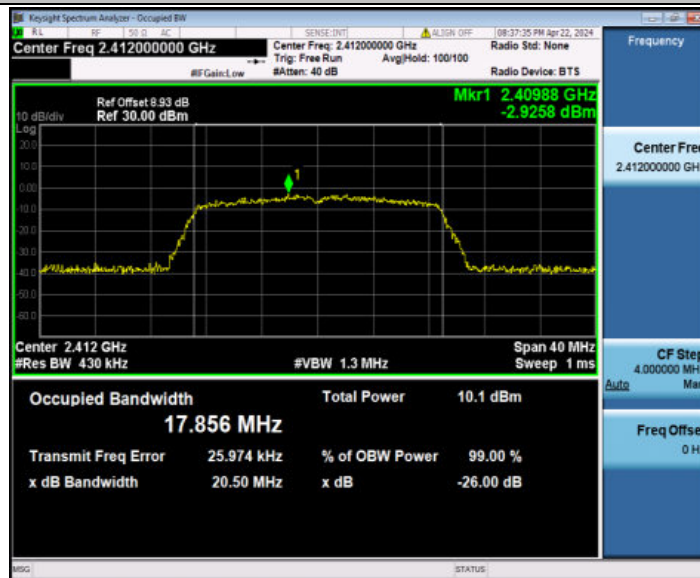 Keysight Spectrum Analyzer - Occupied BW
RL RF 50 Ω AC SENSE:INT ALIGN OFF 08:37:35 PM Apr 22, 2024
Center Freq 2.412000000 GHz
Center Freq: 2.412000000 GHz
Radio Std: None
Trig: Free Run Avg|Hold: 100/100
#IFGain:Low
#Atten: 40 dB
Radio Device: BTS
Frequency
Ref Offset 8.93 dB
10 dB/div Ref 30.00 dBm
Mkr1 2.40988 GHz
-2.9258 dBm
Log
20.0
10.0
0.00
-10.0
-20.0
-30.0
-40.0
-50.0
-60.0
1
Center 2.412 GHz Span 40 MHz
#Res BW 430 kHz #VBW 1.3 MHz Sweep 1 ms
Occupied Bandwidth
17.856 MHz
Total Power 10.1 dBm
Transmit Freq Error 25.974 kHz % of OBW Power 99.00 %
x dB Bandwidth 20.50 MHz x dB -26.00 dB
Center Fre
2.412000000 GH
CF Step
4.000000 MH
Auto Ma
Freq Offse
0 H
MSG STATUS